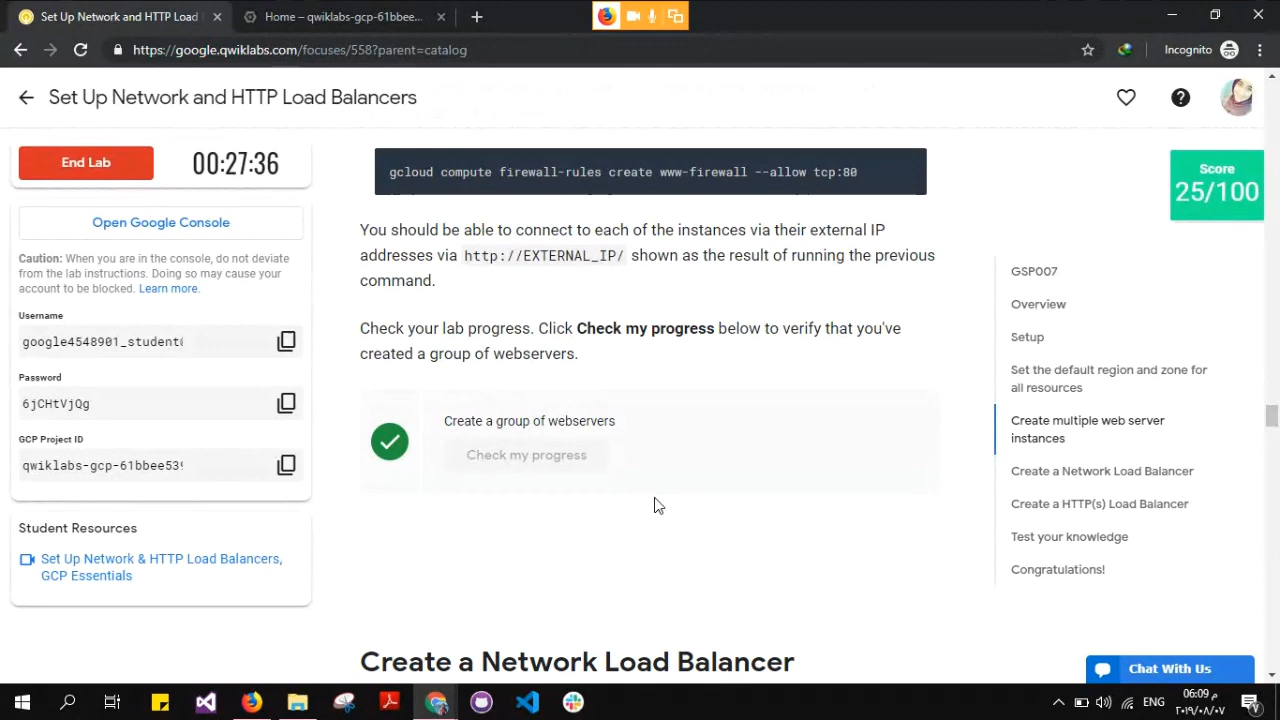 Set Up Network and HTTP Load
Home – qwiklabs-gcp-61bbee...
https://google.qwiklabs.com/focuses/558?parent=catalog
Incognito
Set Up Network and HTTP Load Balancers
End Lab
00:27:36
Open Google Console
Caution: When you are in the console, do not deviate
from the lab instructions. Doing so may cause your
account to be blocked. Learn more.
Username
google4548901_student
Password
6jCHtVjQg
GCP Project ID
qwiklabs-gcp-61bbee539
Student Resources
Set Up Network & HTTP Load Balancers,
GCP Essentials
gcloud compute firewall-rules create www-firewall --allow tcp:80
You should be able to connect to each of the instances via their external IP
addresses via http://EXTERNAL_IP/ shown as the result of running the previous
command.
Check your lab progress. Click Check my progress below to verify that you've
created a group of webservers.
Create a group of webservers
Check my progress
Create a Network Load Balancer
Score
25/100
GSP007
Overview
Setup
Set the default region and zone for
all resources
Create multiple web server
instances
Create a Network Load Balancer
Create a HTTP(s) Load Balancer
Test your knowledge
Congratulations!
Chat With Us
ENG
06:09 م
٢٠١٩/٠٨/٠٧